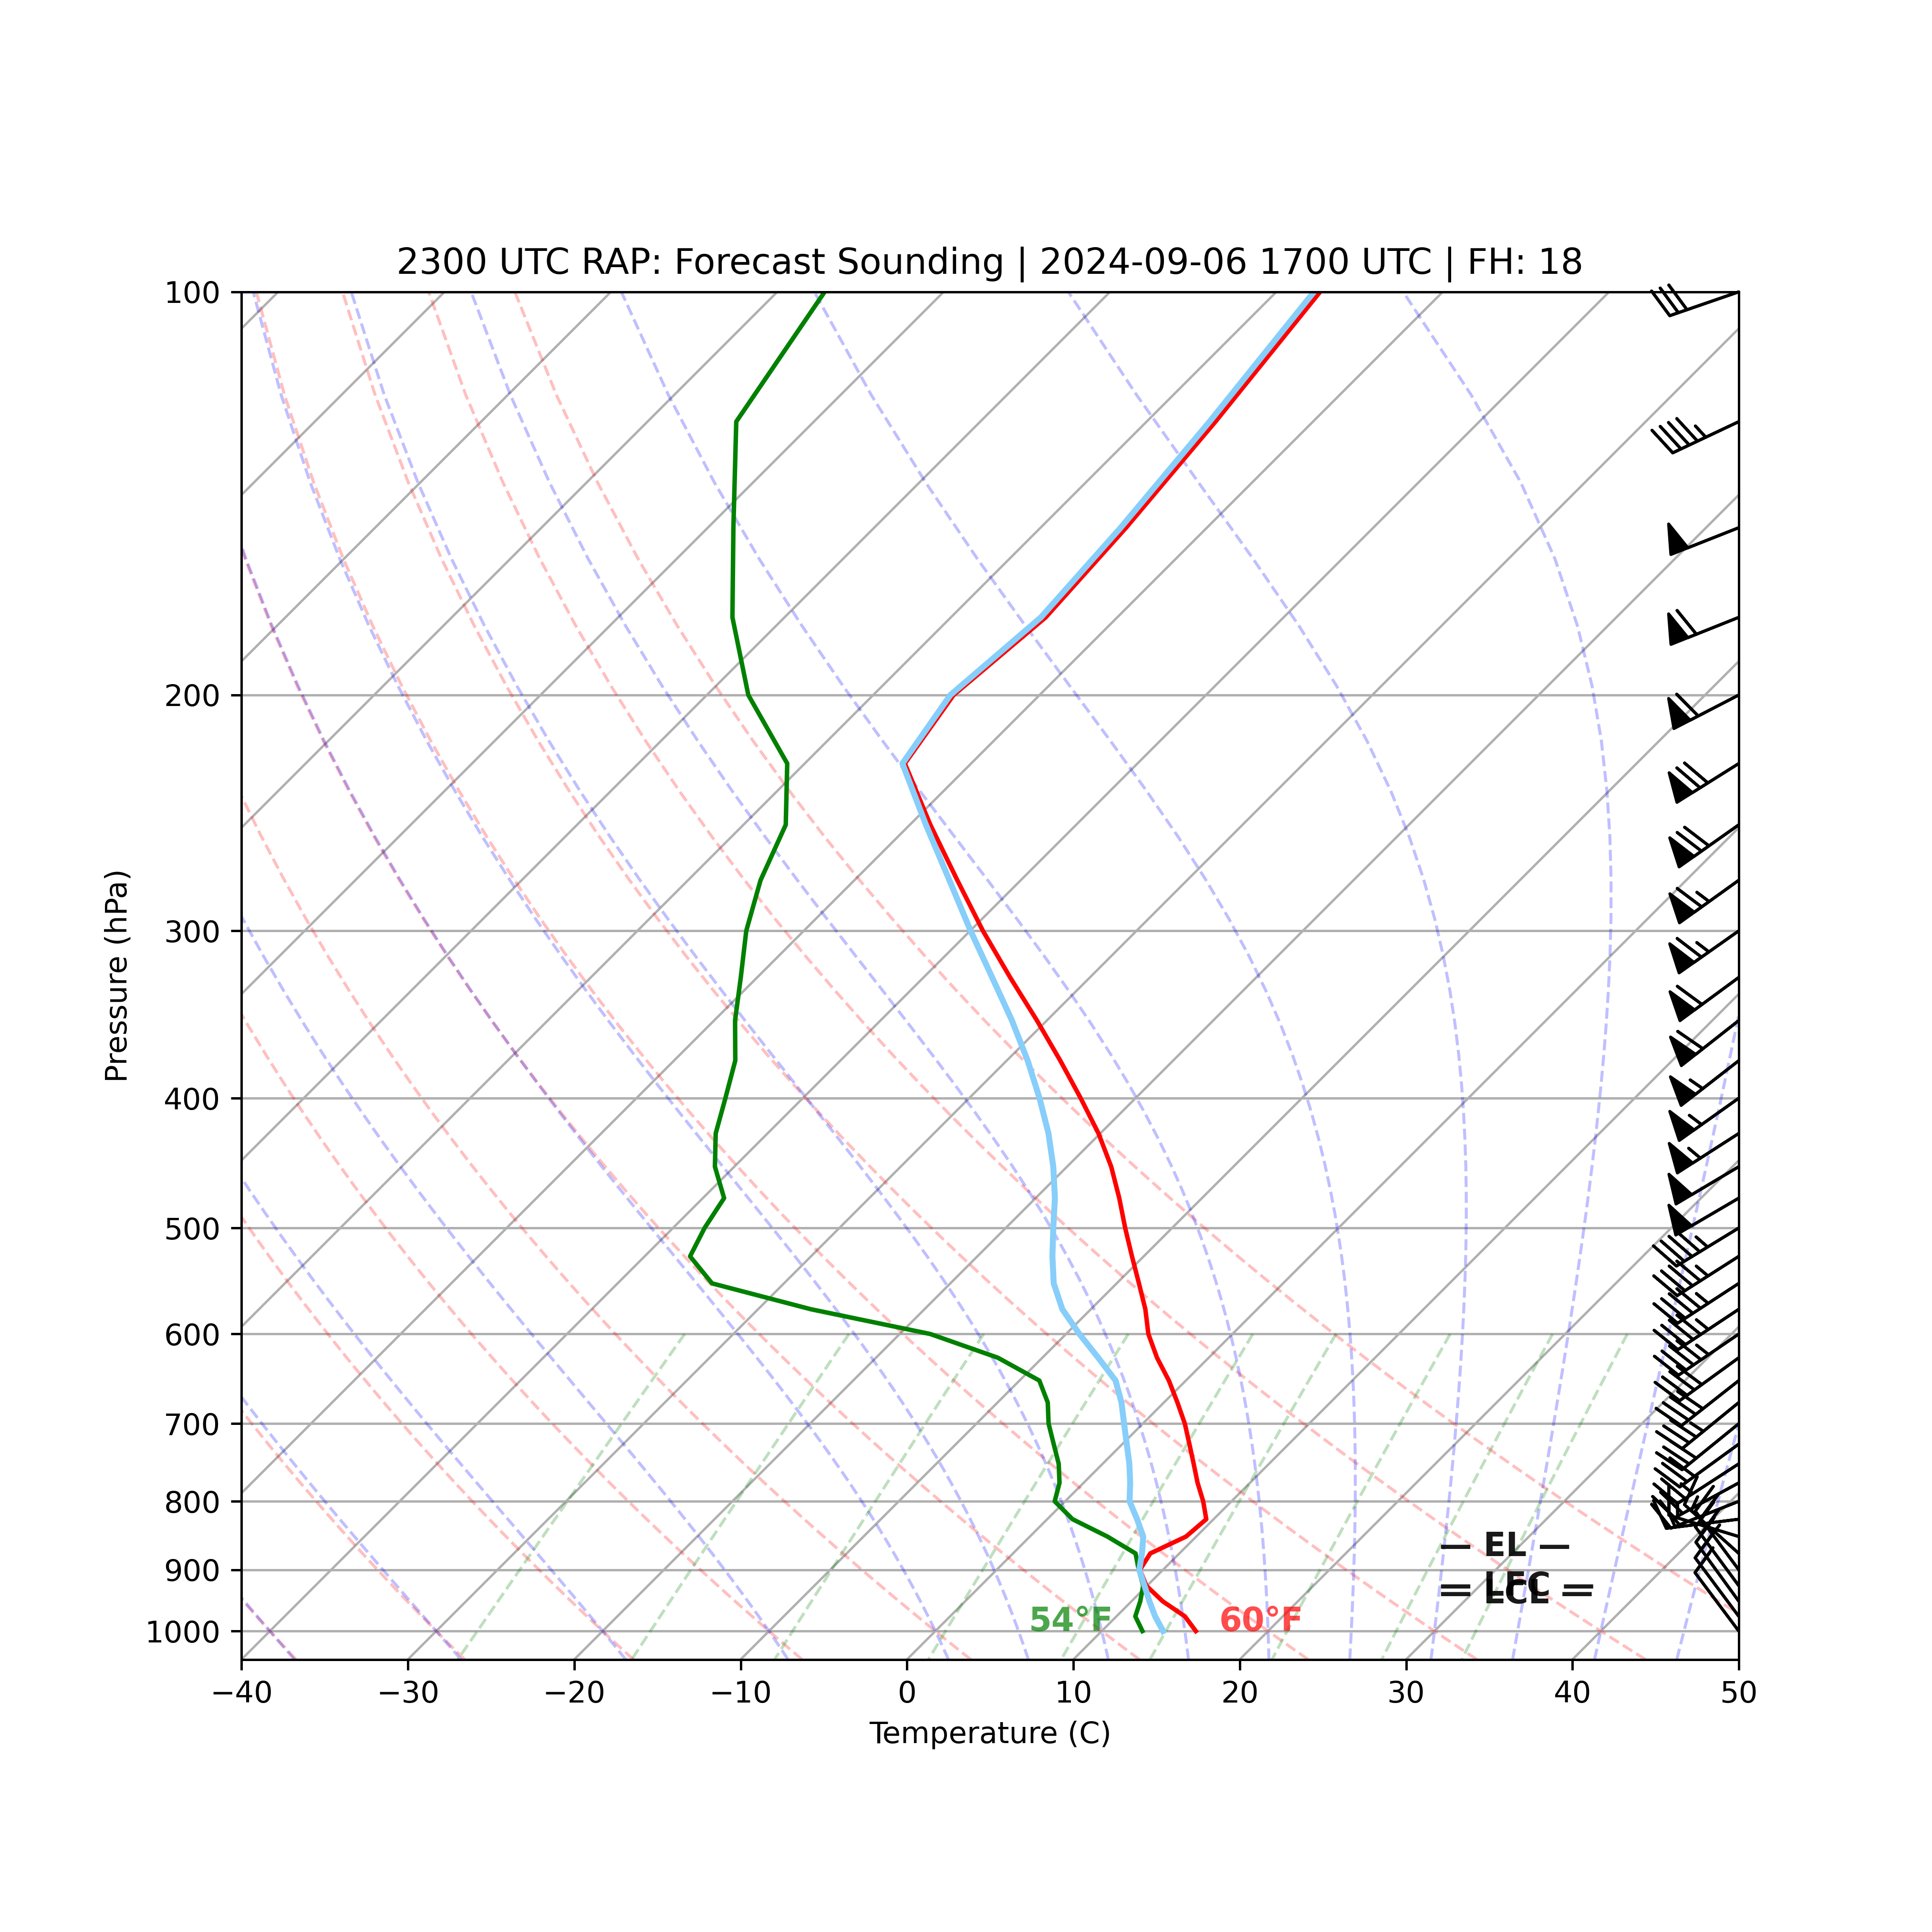 2300 UTC RAP: Forecast Sounding | 2024-09-06 1700 UTC | FH: 18
100
200
300
400
500
600
700
800
900
1000
Pressure (hPa)
— EL —
— LFC —
— LCL —
54°F
60°F
−40 −30 −20 −10 0 10 20 30 40 50
Temperature (C)